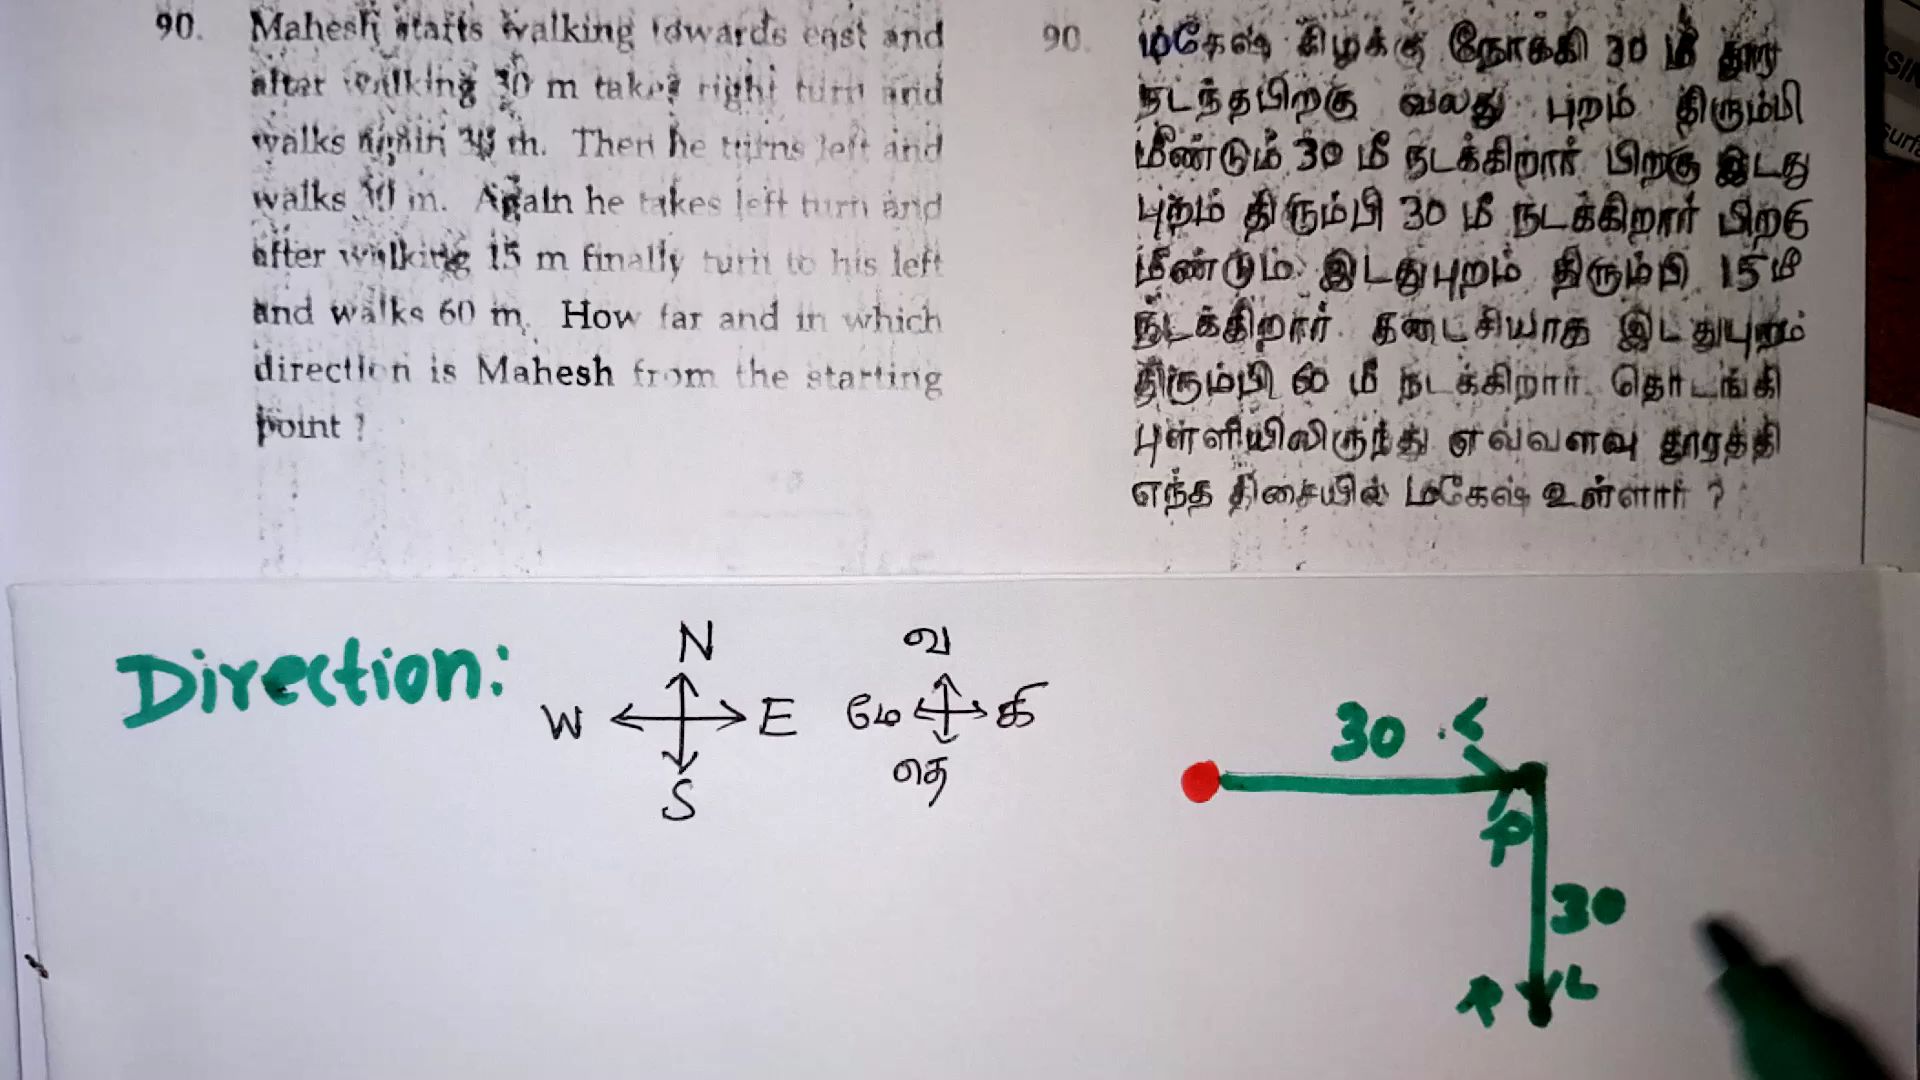 90. Mahesh starts walking towards east and
after walking 30 m takes right turn and
walks again 30 m. Then he turns left and
walks 30 m. Again he takes left turn and
after walking 15 m finally turn to his left
and walks 60 m. How far and in which
direction is Mahesh from the starting
point ?
90. மகேஷ் கிழக்கு நோக்கி 30 மீ தூர
நடந்தபிறகு வலது புறம் திரும்பி
மீண்டும் 30 மீ நடக்கிறார் பிறகு இடது
புறம் திரும்பி 30 மீ நடக்கிறார் பிறகு
மீண்டும் இடதுபுறம் திரும்பி 15 மீ
நடக்கிறார். கடைசியாக இடதுபுறம்
திரும்பி 60 மீ நடக்கிறார். தொடங்கி
புள்ளியிலிருந்து எவ்வளவு தூரத்தி
எந்த திசையில் மகேஷ் உள்ளார் ?
Direction:
N
W E
S
வ
மே கி
தெ
30 L
R
30
R L